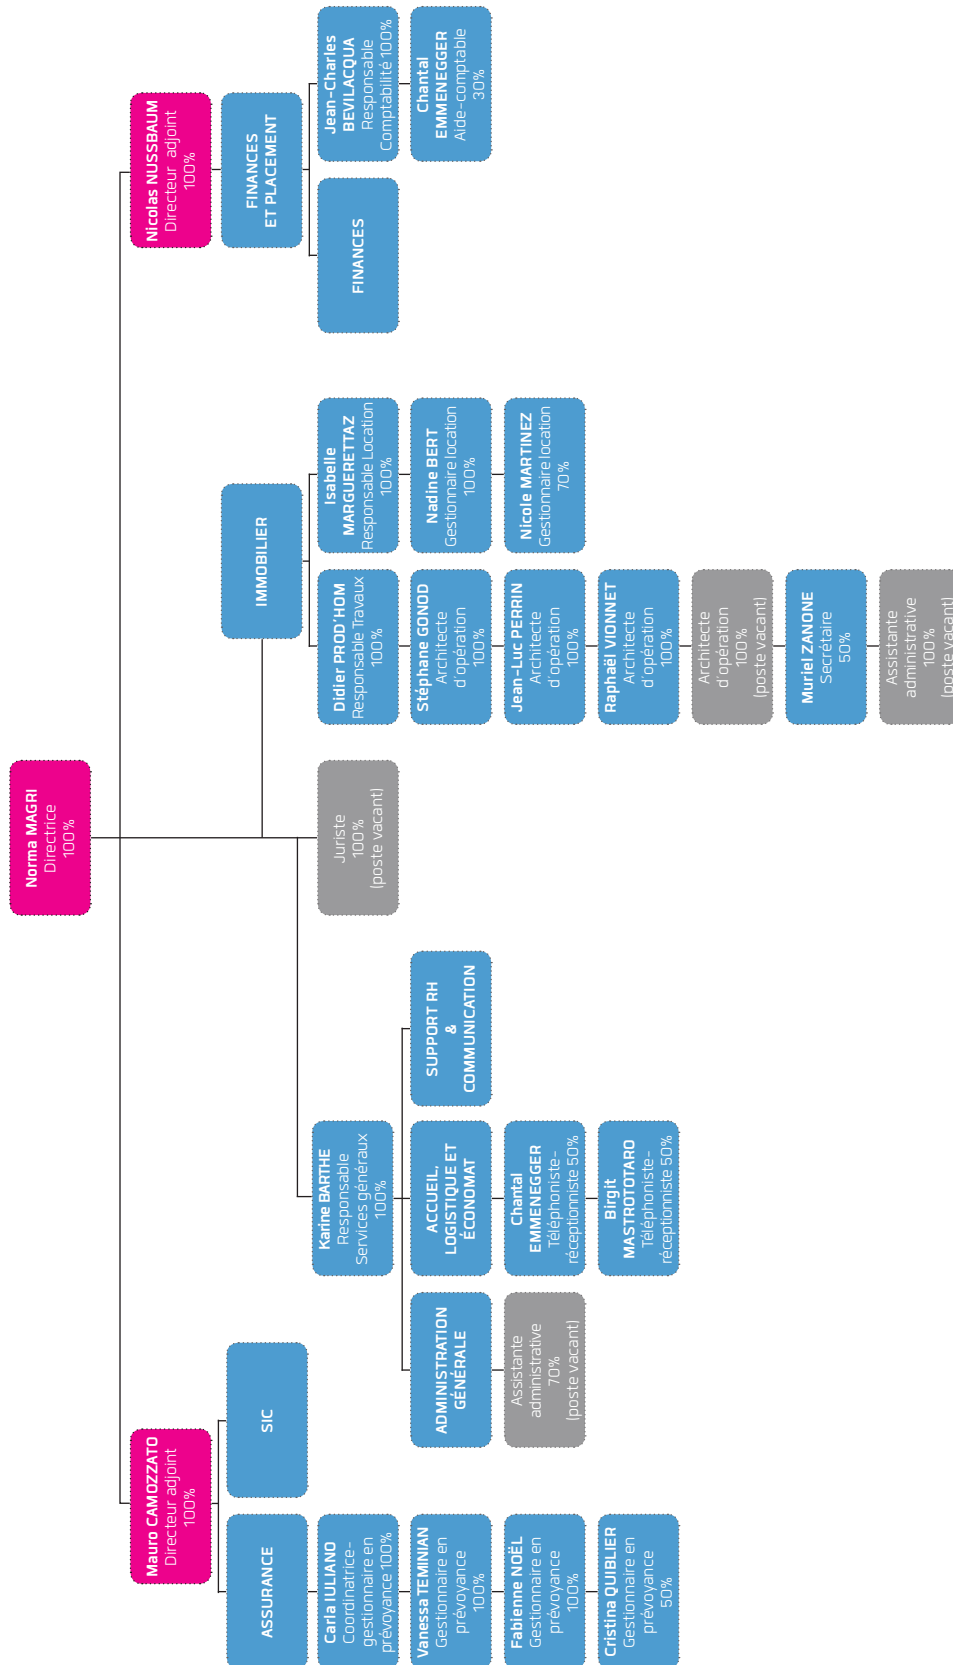 Norma MAGRI
Directrice
100%
Mauro CAMOZZATO
Directeur adjoint
100%
Nicolas NUSSBAUM
Directeur adjoint
100%
ASSURANCE
SIC
IMMOBILIER
FINANCES
ET PLACEMENT
Carla IULIANO
Coordinatrice-
gestionnaire en
prévoyance 100%
Vanessa TEMINIAN
Gestionnaire en
prévoyance
100%
Fabienne NOËL
Gestionnaire en
prévoyance
100%
Cristina QUIBLIER
Gestionnaire en
prévoyance
50%
Karine BARTHE
Responsable
Services généraux
100%
ADMINISTRATION
GÉNÉRALE
Assistante
administrative
70%
(poste vacant)
ACCUEIL,
LOGISTIQUE ET
ÉCONOMAT
Chantal
EMMENEGGER
Téléphoniste-
réceptionniste 50%
Birgit
MASTROTOTARO
Téléphoniste-
réceptionniste 50%
SUPPORT RH
&
COMMUNICATION
Juriste
100%
(poste vacant)
Didier PROD'HOM
Responsable Travaux
100%
Stéphane GONOD
Architecte
d'opération
100%
Jean-Luc PERRIN
Architecte
d'opération
100%
Raphaël VIONNET
Architecte
d'opération
100%
Architecte
d'opération
100%
(poste vacant)
Muriel ZANONE
Secrétaire
50%
Assistante
administrative
100%
(poste vacant)
Isabelle
MARGUERETTAZ
Responsable Location
100%
Nadine BERT
Gestionnaire location
100%
Nicole MARTINEZ
Gestionnaire location
70%
FINANCES
Jean-Charles
BEVILACQUA
Responsable
Comptabilité 100%
Chantal
EMMENEGGER
Aide-comptable
30%